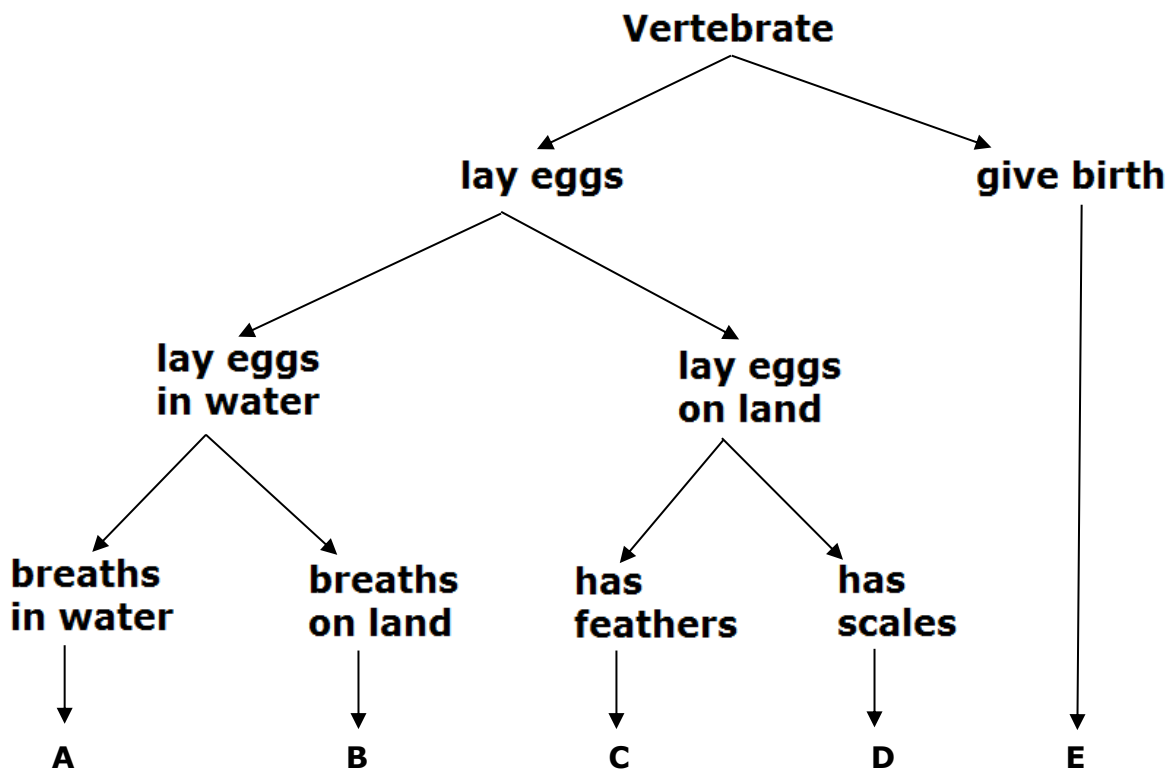 Vertebrate
lay eggs
give birth
lay eggs
in water
lay eggs
on land
breaths
in water
breaths
on land
has
feathers
has
scales
A
B
C
D
E